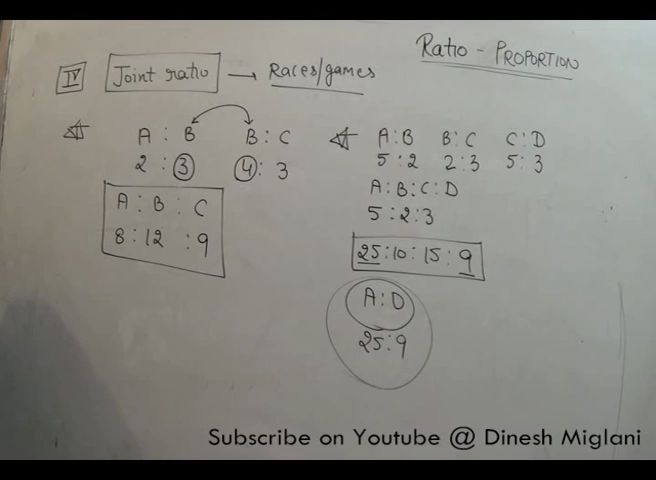 Ratio - PROPORTION
IV Joint ratio → Races/games
A : B B : C
2 : 3 4 : 3
A : B : C
8 : 12 : 9
A : B B : C C : D
5 : 2 2 : 3 5 : 3
A : B : C : D
5 : 2 : 3
25 : 10 : 15 : 9
A : D
25 : 9
Subscribe on Youtube @ Dinesh Miglani